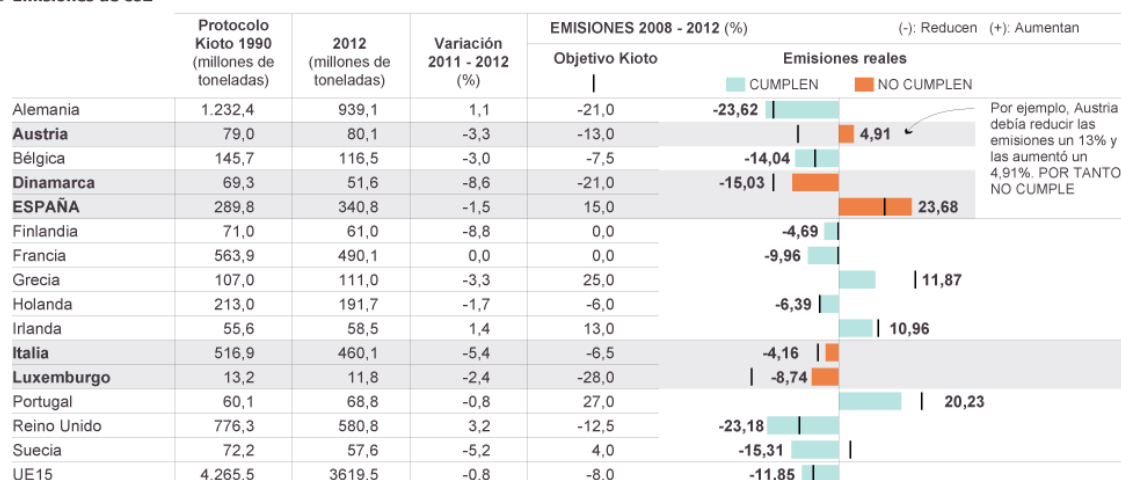 Protocolo Kioto 1990 (millones de toneladas) 2012 (millones de toneladas) Variación 2011 - 2012 (%) EMISIONES 2008 - 2012 (%) (-): Reducen (+): Aumentan
Objetivo Kioto Emisiones reales
CUMPLEN NO CUMPLEN
Alemania 1.232,4 939,1 1,1 -21,0 -23,62
Austria 79,0 80,1 -3,3 -13,0 4,91
Bélgica 145,7 116,5 -3,0 -7,5 -14,04
Dinamarca 69,3 51,6 -8,6 -21,0 -15,03
ESPAÑA 289,8 340,8 -1,5 15,0 23,68
Finlandia 71,0 61,0 -8,8 0,0 -4,69
Francia 563,9 490,1 0,0 0,0 -9,96
Grecia 107,0 111,0 -3,3 25,0 11,87
Holanda 213,0 191,7 -1,7 -6,0 -6,39
Irlanda 55,6 58,5 1,4 13,0 10,96
Italia 516,9 460,1 -5,4 -6,5 -4,16
Luxemburgo 13,2 11,8 -2,4 -28,0 -8,74
Portugal 60,1 68,8 -0,8 27,0 20,23
Reino Unido 776,3 580,8 3,2 -12,5 -23,18
Suecia 72,2 57,6 -5,2 4,0 -15,31
UE15 4.265,5 3619,5 -0,8 -8,0 -11,85
Por ejemplo, Austria
debía reducir las
emisiones un 13% y
las aumentó un
4,91%. POR TANTO
NO CUMPLE